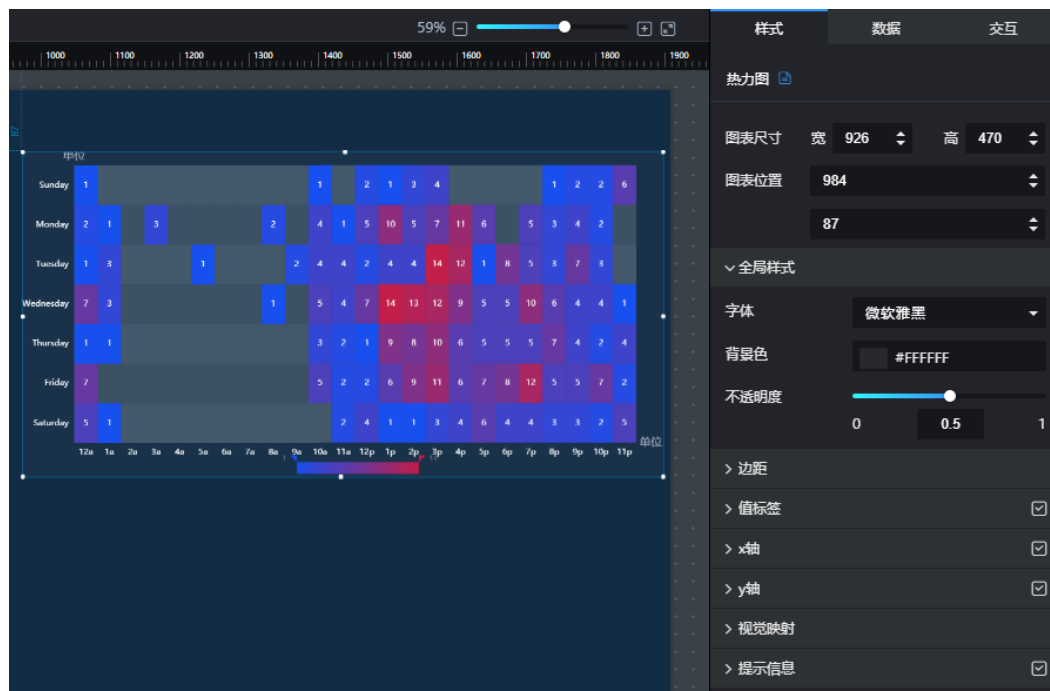 59%
样式 数据 交互
1000 1100 1200 1300 1400 1500 1600 1700 1800 1900
热力图
87
图表尺寸 宽 926 高 470
图表位置 984
87
单位
Sunday 1 1 2 1 3 4 1 2 2 6
Monday 2 1 3 2 4 1 5 10 5 7 11 6 5 3 4 2
Tuesday 1 3 1 2 4 4 2 4 4 14 12 1 8 5 3 7 3
Wednesday 7 3 1 5 4 7 14 13 12 9 5 5 10 6 4 4 1
Thursday 1 1 3 2 1 9 8 10 6 5 5 5 7 4 2 4
Friday 7 5 2 2 6 9 11 6 7 8 12 5 5 7 2
Saturday 5 1 2 4 1 1 3 4 6 4 4 3 3 2 5
单位
12a 1a 2a 3a 4a 5a 6a 7a 8a 9a 10a 11a 12p 1p 2p 3p 4p 5p 6p 7p 8p 9p 10p 11p
1
全局样式
字体 微软雅黑
背景色 #FFFFFF
不透明度
0 0.5 1
边距
值标签
x轴
y轴
视觉映射
提示信息